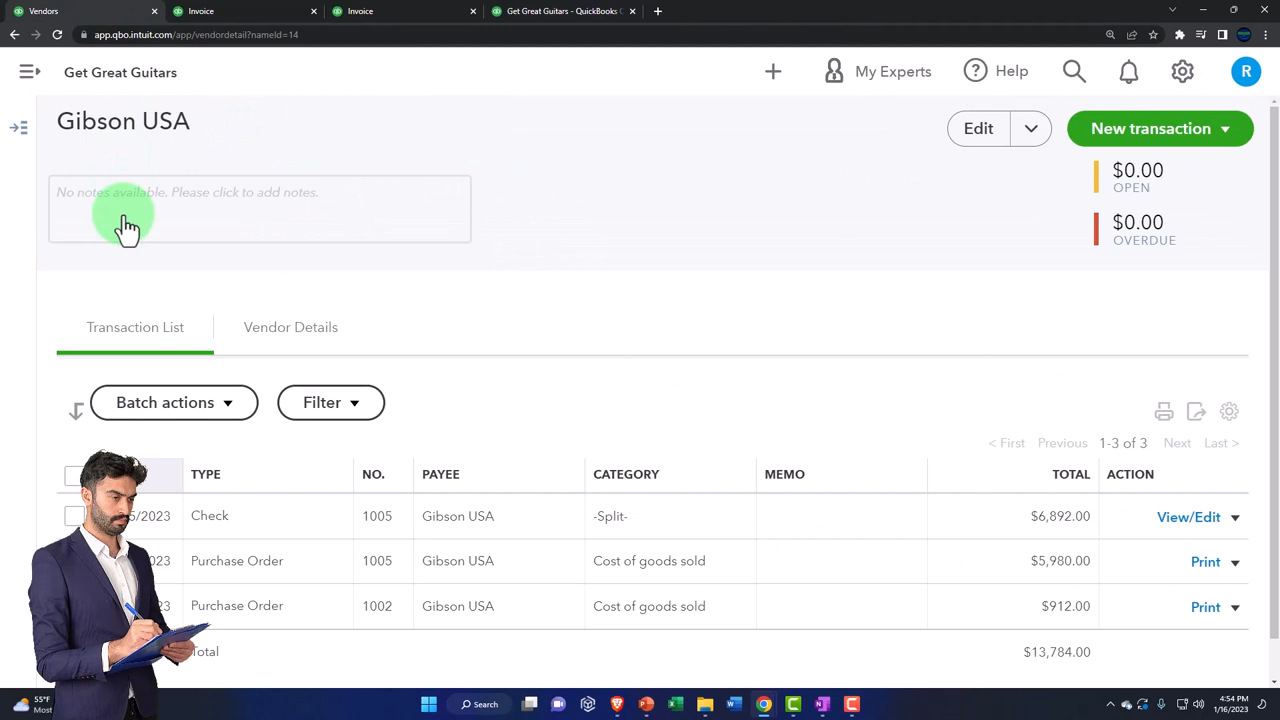 Vendors
Invoice
Invoice
Get Great Guitars - QuickBooks C
app.qbo.intuit.com/app/vendordetail?nameId=14
Get Great Guitars
My Experts
Help
R
Gibson USA
Edit
New transaction
No notes available. Please click to add notes.
$0.00
OPEN
$0.00
OVERDUE
Transaction List
Vendor Details
Batch actions
Filter
< First Previous 1-3 of 3 Next Last >
TYPE NO. PAYEE CATEGORY MEMO TOTAL ACTION
5/2023 Check 1005 Gibson USA -Split- $6,892.00 View/Edit
023 Purchase Order 1005 Gibson USA Cost of goods sold $5,980.00 Print
23 Purchase Order 1002 Gibson USA Cost of goods sold $912.00 Print
Total $13,784.00
55°F
Most
Search
4:54 PM
1/16/2023